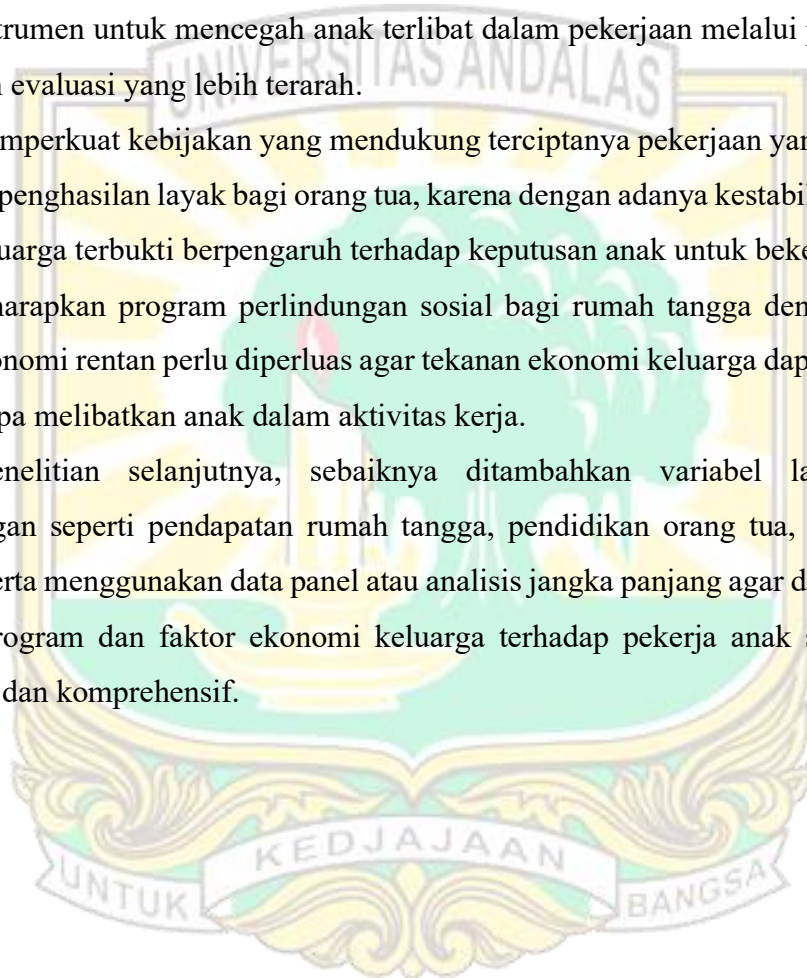 trumen untuk mencegah anak terlibat dalam pekerjaan melalui p
UNIVERSITAS ANDALAS
n evaluasi yang lebih terarah.
mperkuat kebijakan yang mendukung terciptanya pekerjaan yan
penghasilan layak bagi orang tua, karena dengan adanya kestabil
uarga terbukti berpengaruh terhadap keputusan anak untuk beke
harapkan program perlindungan sosial bagi rumah tangga den
onomi rentan perlu diperluas agar tekanan ekonomi keluarga dap
pa melibatkan anak dalam aktivitas kerja.
enelitian selanjutnya, sebaiknya ditambahkan variabel la
gan seperti pendapatan rumah tangga, pendidikan orang tua,
erta menggunakan data panel atau analisis jangka panjang agar d
rogram dan faktor ekonomi keluarga terhadap pekerja anak s
dan komprehensif.
UNTUK KEDJAJAAN BANGSA